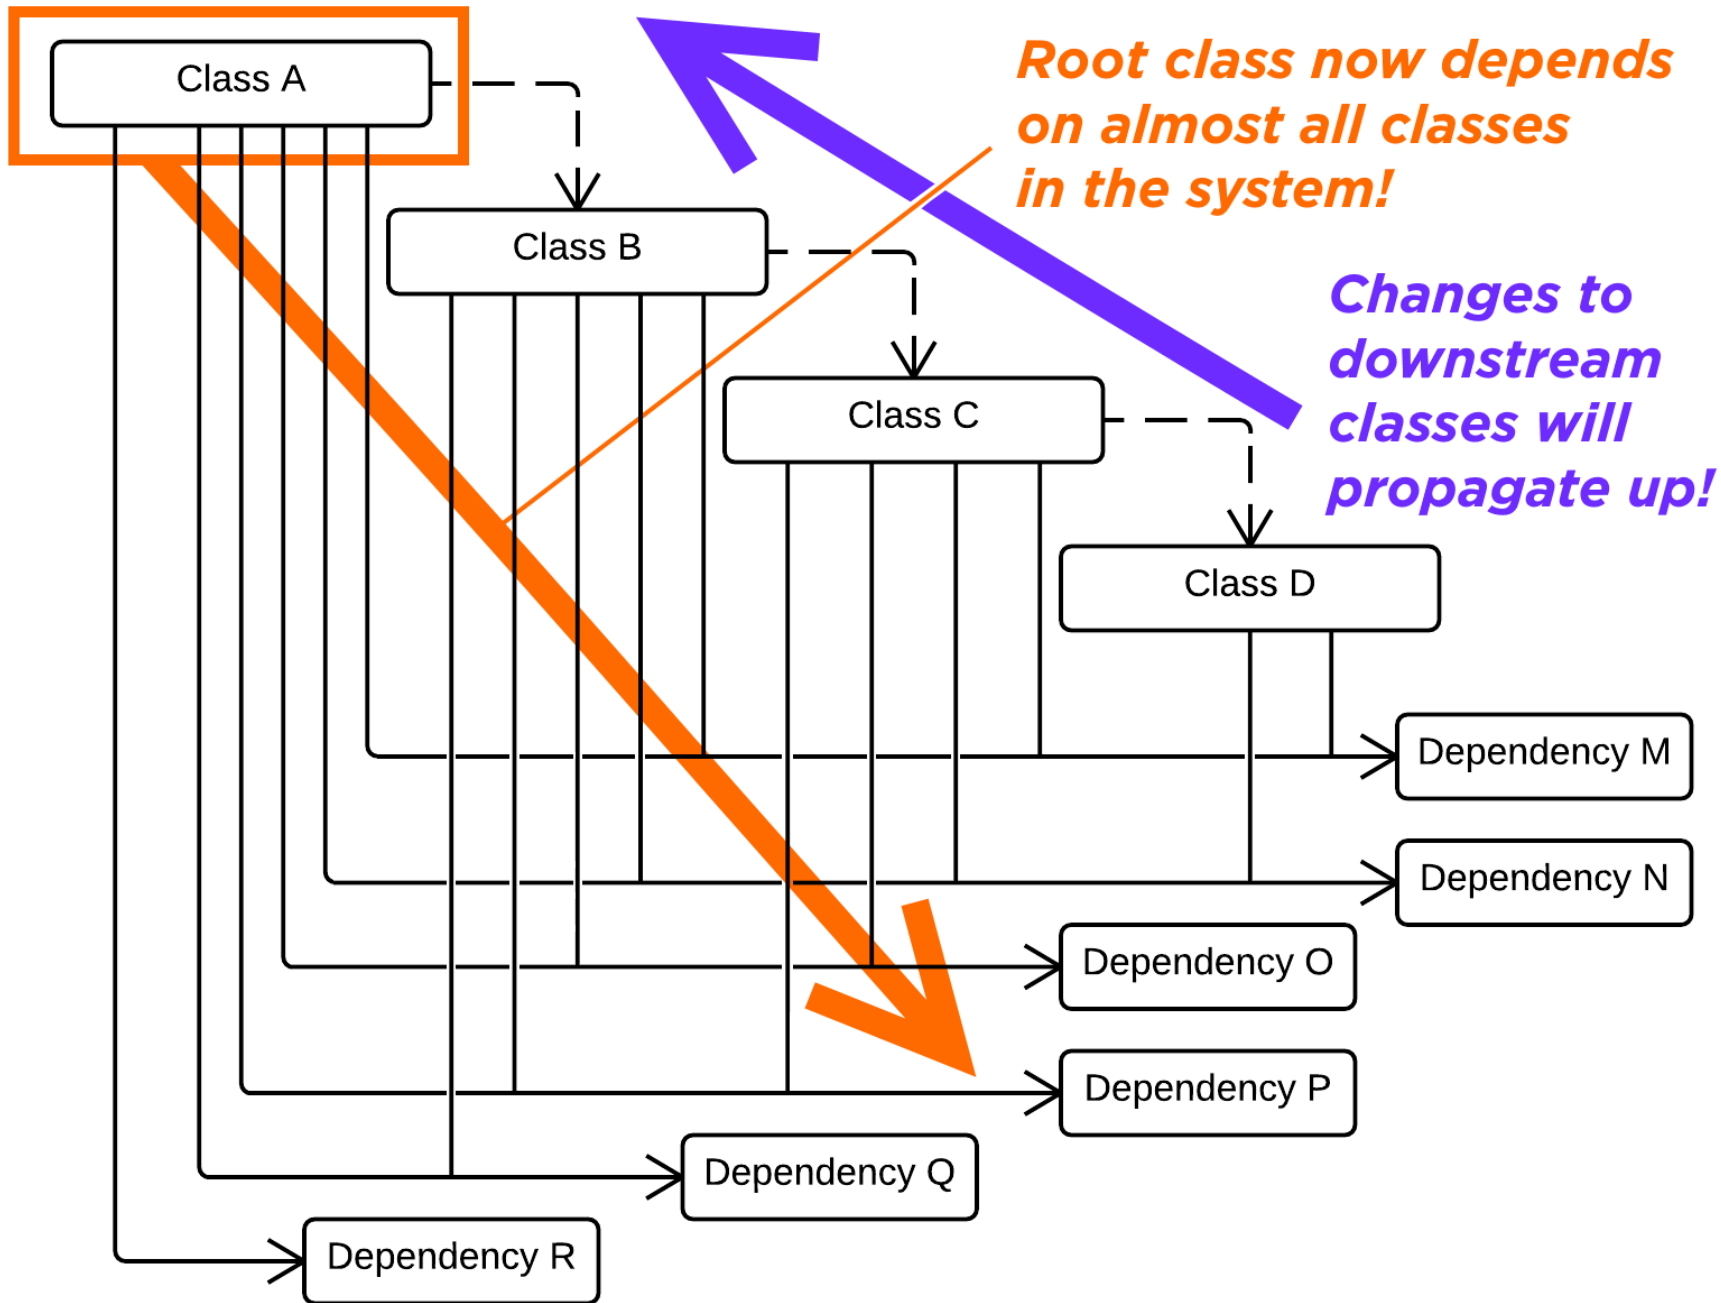 Class A
Root class now depends
on almost all classes
in the system!
Class B
Changes to
downstream
classes will
propagate up!
Class C
Class D
Dependency M
Dependency N
Dependency O
Dependency P
Dependency Q
Dependency R